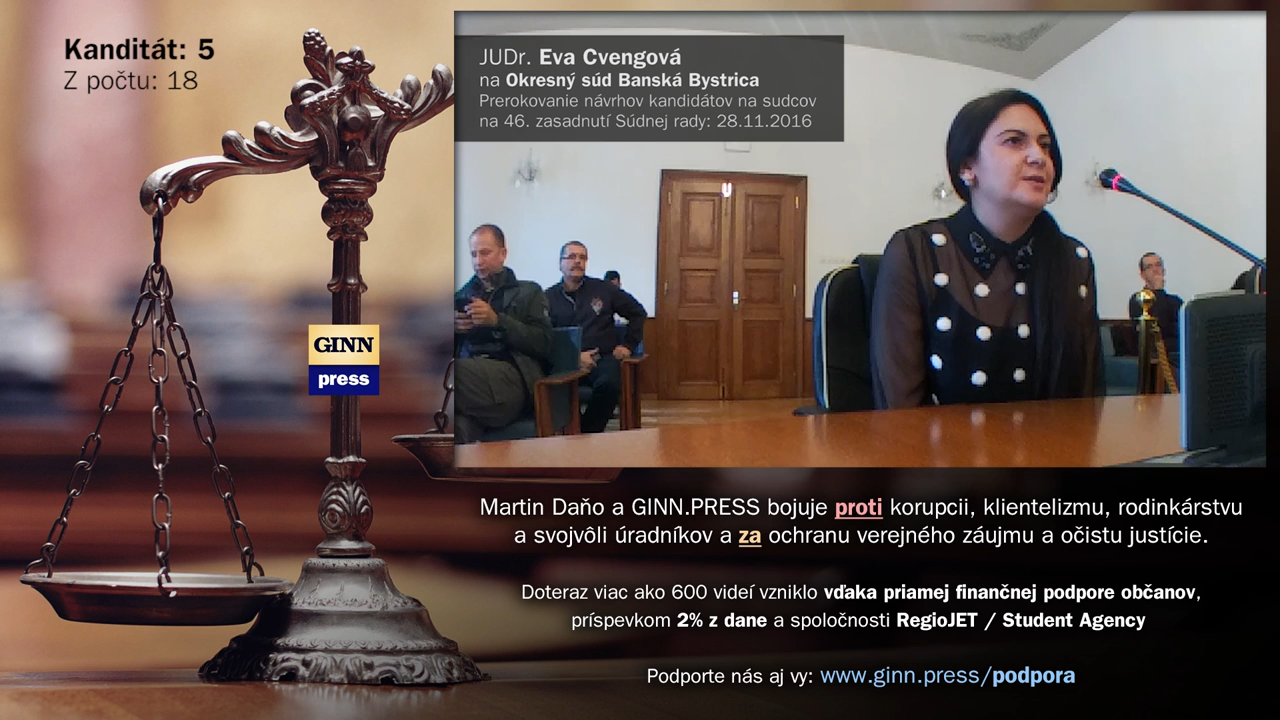 Kanditát: 5
Z počtu: 18
JUDr. Eva Cvengová
na Okresný súd Banská Bystrica
Prerokovanie návrhov kandidátov na sudcov
na 46. zasadnutí Súdnej rady: 28.11.2016
GINN
press
Martin Daňo a GINN.PRESS bojuje proti korupcii, klientelizmu, rodinkárstvu
a svojvôli úradníkov a za ochranu verejného záujmu a očistu justície.
Doteraz viac ako 600 videí vzniklo vďaka priamej finančnej podpore občanov,
príspevkom 2% z dane a spoločnosti RegioJET / Student Agency
Podporte nás aj vy: www.ginn.press/podpora